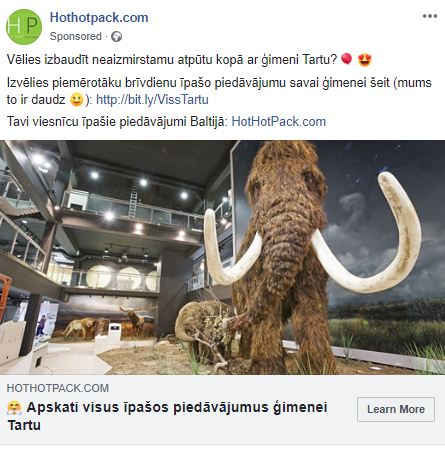 H P
Hothotpack.com
Sponsored ·
Vēlies izbaudīt neaizmirstamu atpūtu kopā ar ģimeni Tartu? 🎈 😍
Izvēlies piemērotāku brīvdienu īpašo piedāvājumu savai ģimenei šeit (mums
to ir daudz 🙂): http://bit.ly/VissTartu
Tavi viesnīcu īpašie piedāvājumi Baltijā: HotHotPack.com
HOTHOTPACK.COM
🤗 Apskati visus īpašos piedāvājumus ģimenei
Tartu
Learn More